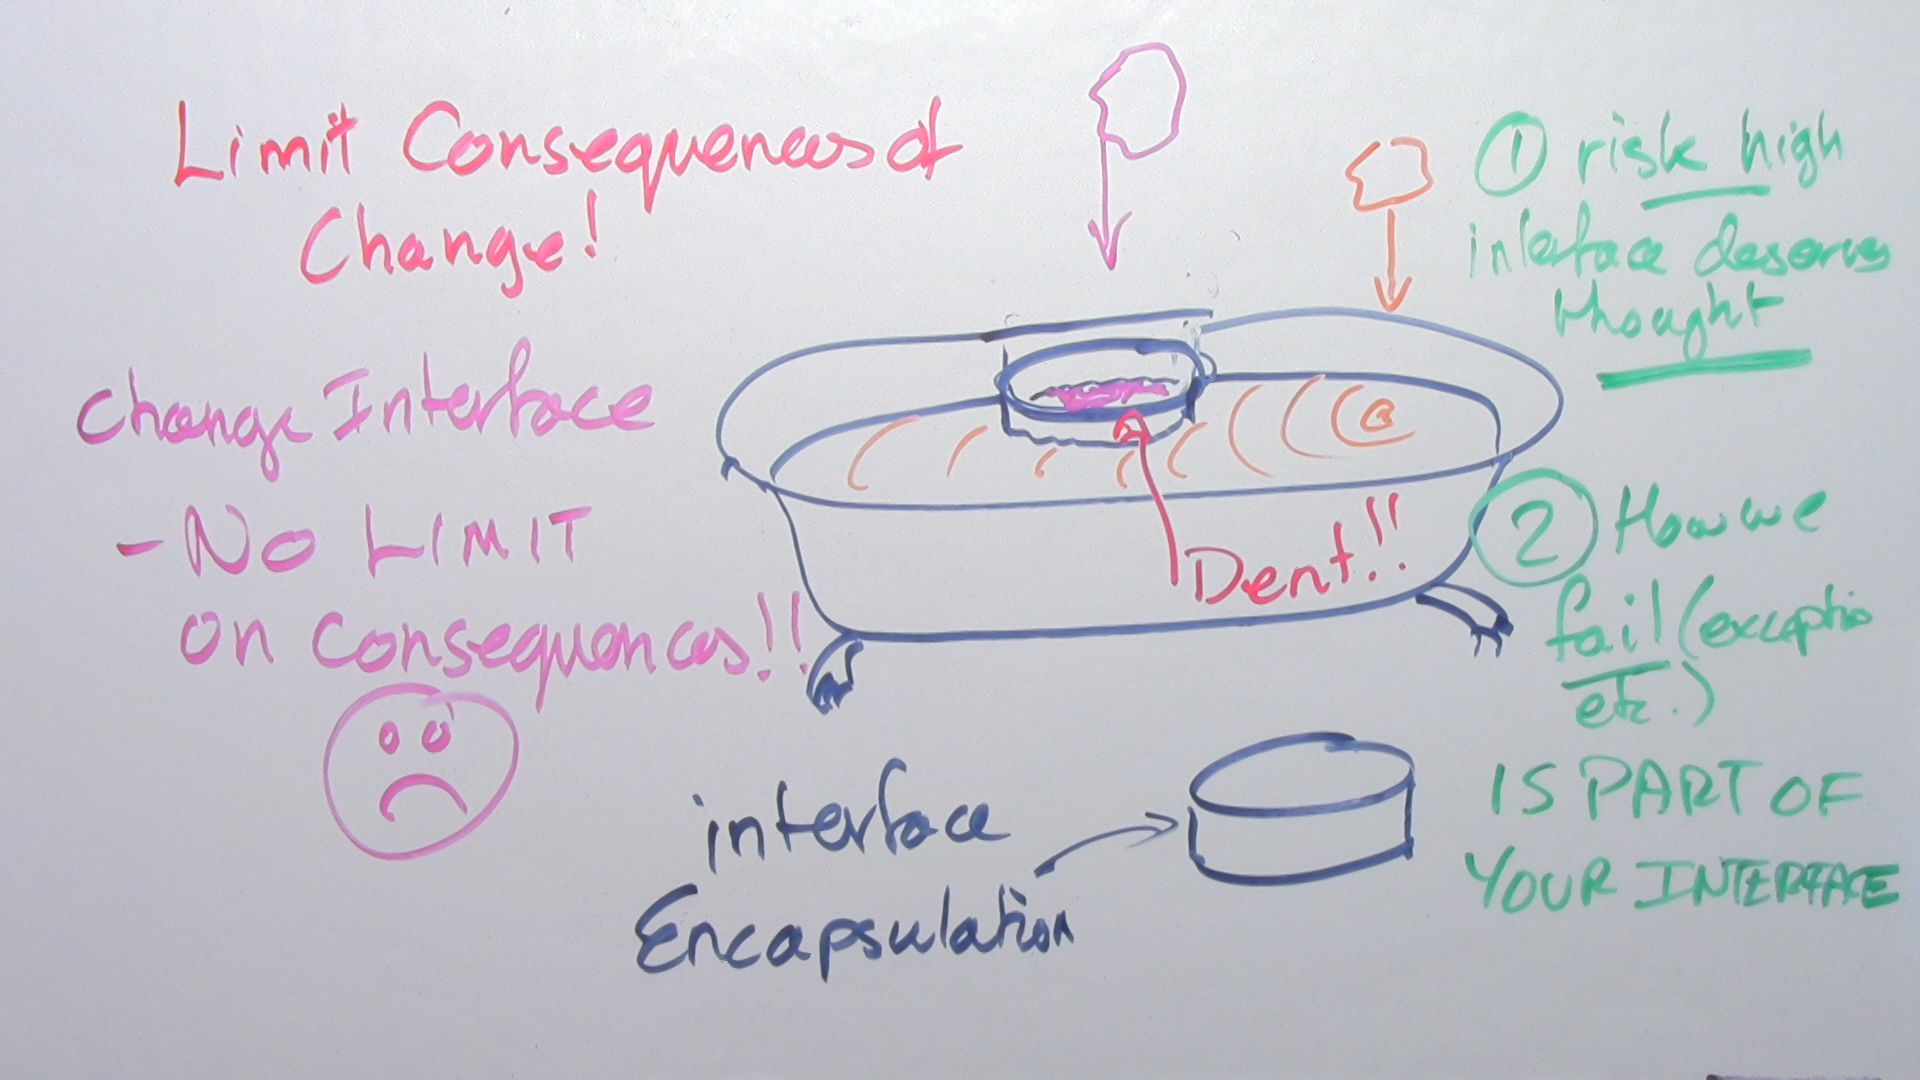 Limit Consequences of
Change!
Change Interface
- NO LIMIT
on consequences!!
Dent!!
interface
Encapsulation
1 risk high
interface deserves
thought
2 How we
fail (exceptio
etc.)
IS PART OF
YOUR INTERFACE